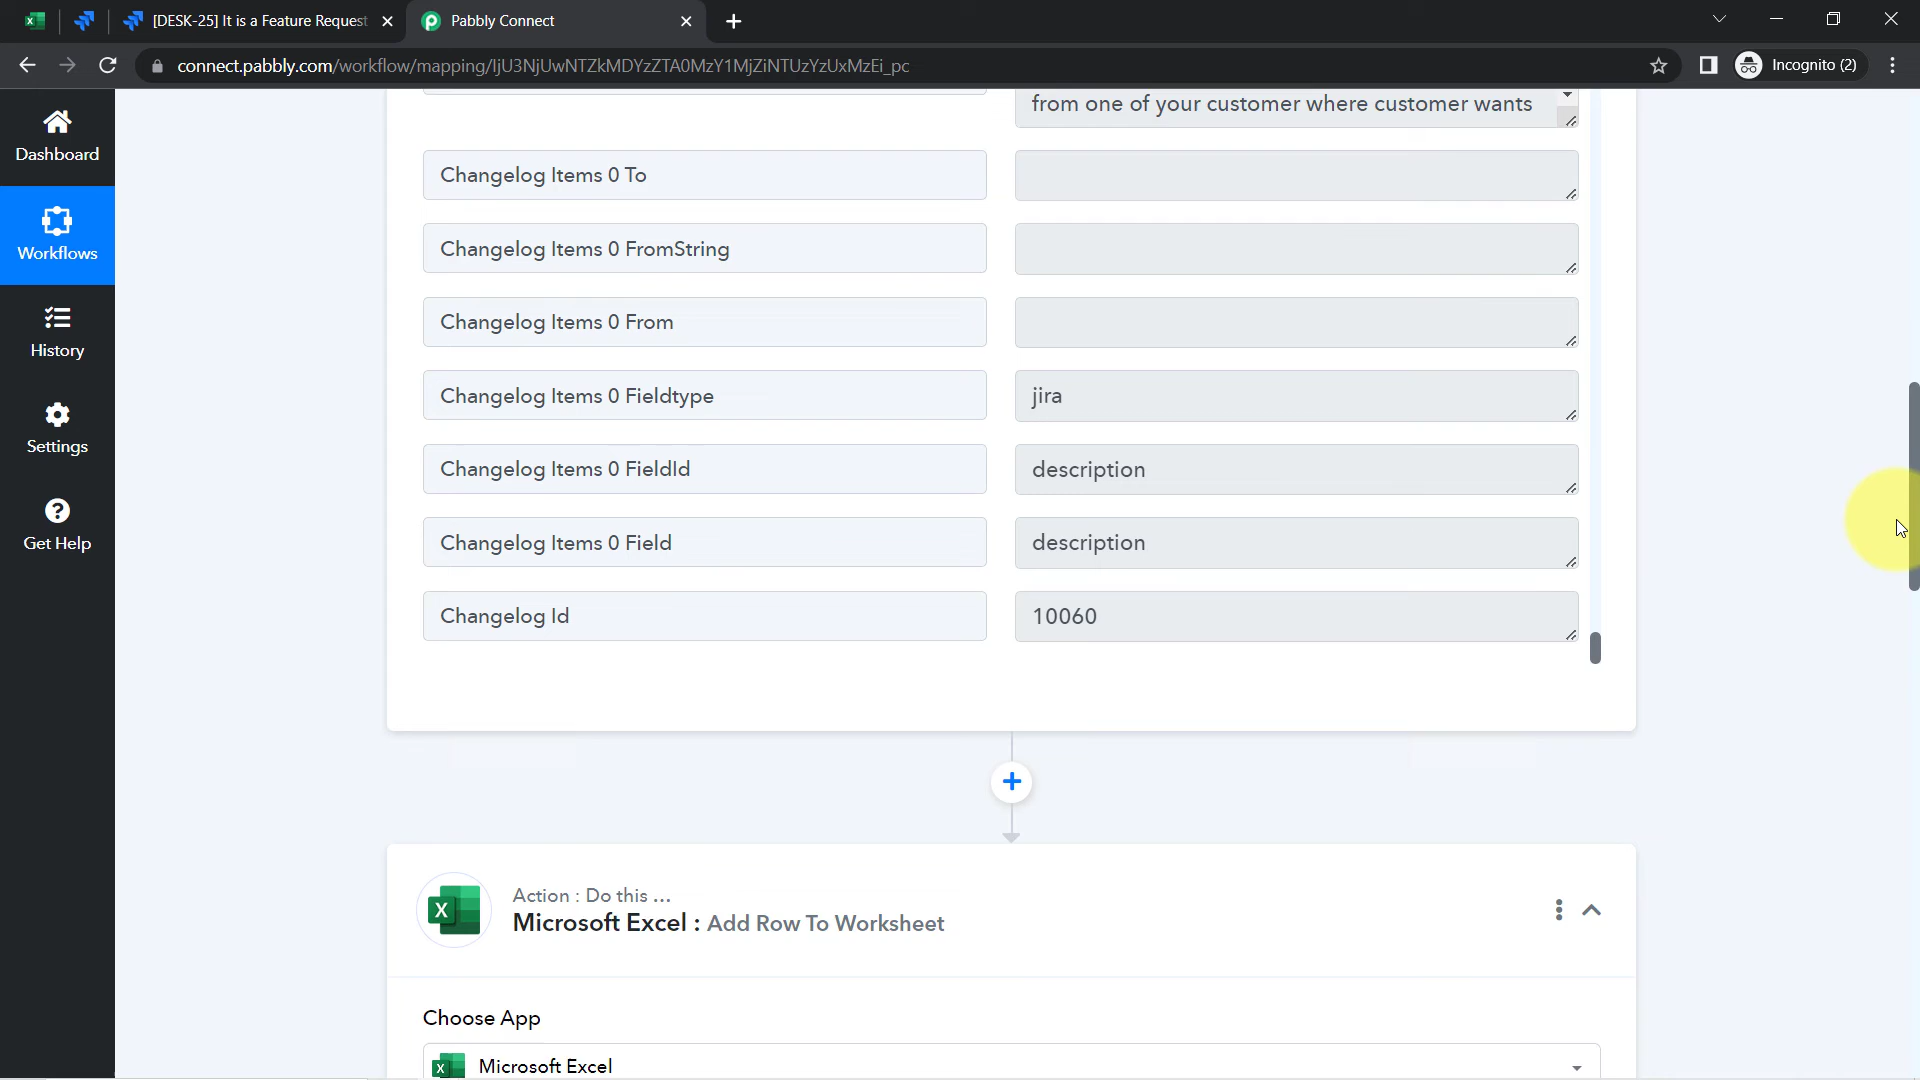 [DESK-25] It is a Feature Request
Pabbly Connect
connect.pabbly.com/workflow/mapping/IjU3NjUwNTZkMDYzZTA0MzY1MjZiNTUzYzUxMzEi_pc
Incognito (2)
Dashboard
Workflows
History
Settings
Get Help
from one of your customer where customer wants
Changelog Items 0 To
Changelog Items 0 FromString
Changelog Items 0 From
Changelog Items 0 Fieldtype
jira
Changelog Items 0 FieldId
description
Changelog Items 0 Field
description
Changelog Id
10060
Action : Do this ...
Microsoft Excel : Add Row To Worksheet
Choose App
Microsoft Excel